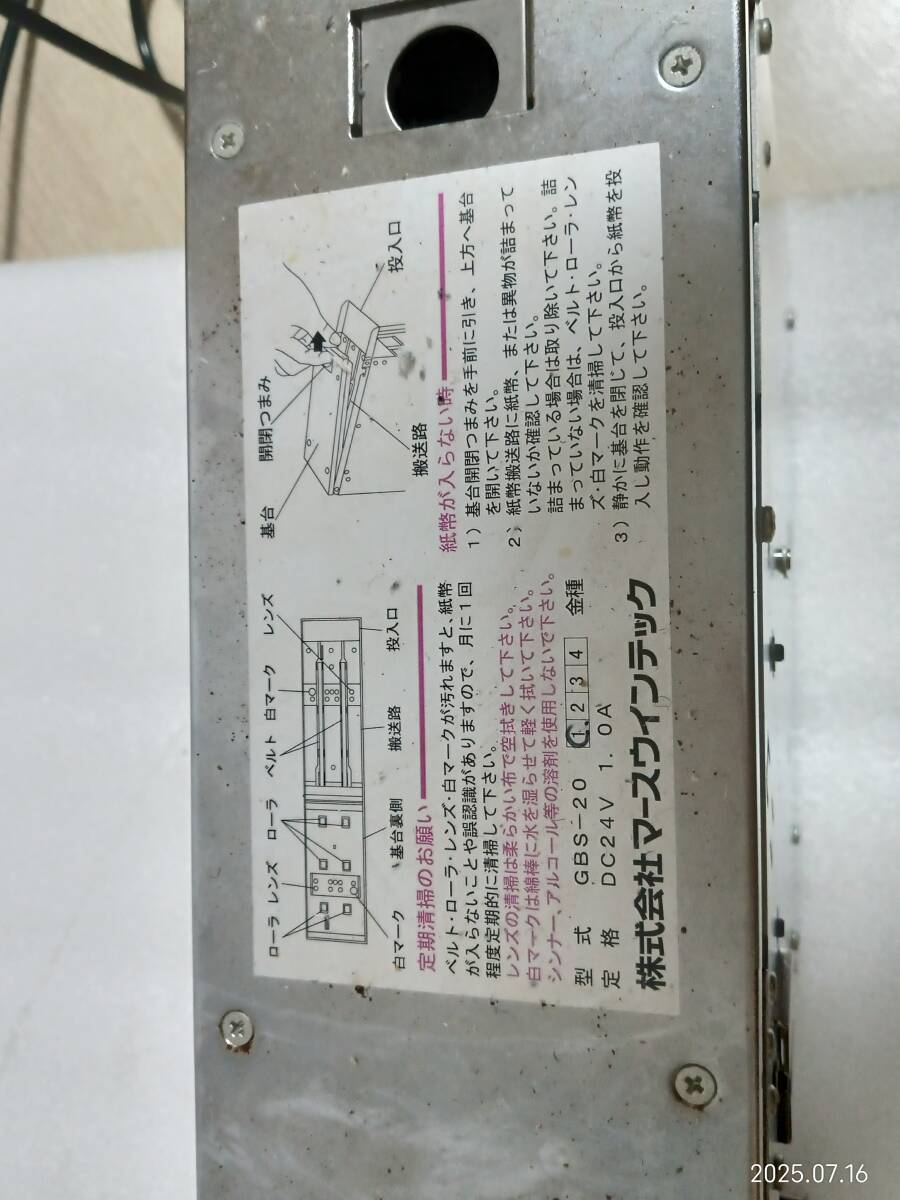 ローラ レンズ ローラ ベルト 白マーク レンズ
白マーク 基台裏側 搬送路 投入口
定期清掃のお願い
ベルト・ローラ・レンズ・白マークが汚れますと、紙幣
が入らないことや誤認識がありますので、月に1回
程度定期的に清掃して下さい。
レンズの清掃は柔らかい布で空拭きして下さい。
白マークは綿棒に水を湿らせて軽く拭いて下さい。
シンナー、アルコール等の溶剤を使用しないで下さい。
型式 GBS-20 1 2 3 4 金種
定格 DC24V 1.0A
株式会社マースウインテック
基台 開閉つまみ
搬送路 投入口
紙幣が入らない時
1) 基台開閉つまみを手前に引き、上方へ基台
を開いて下さい。
2) 紙幣搬送路に紙幣、または異物が詰まって
いないか確認して下さい。
詰まっている場合は取り除いて下さい。詰
まっていない場合は、ベルト・ローラ・レン
ズ・白マークを清掃して下さい。
3) 静かに基台を閉じて、投入口から紙幣を投
入し動作を確認して下さい。
2025.07.16